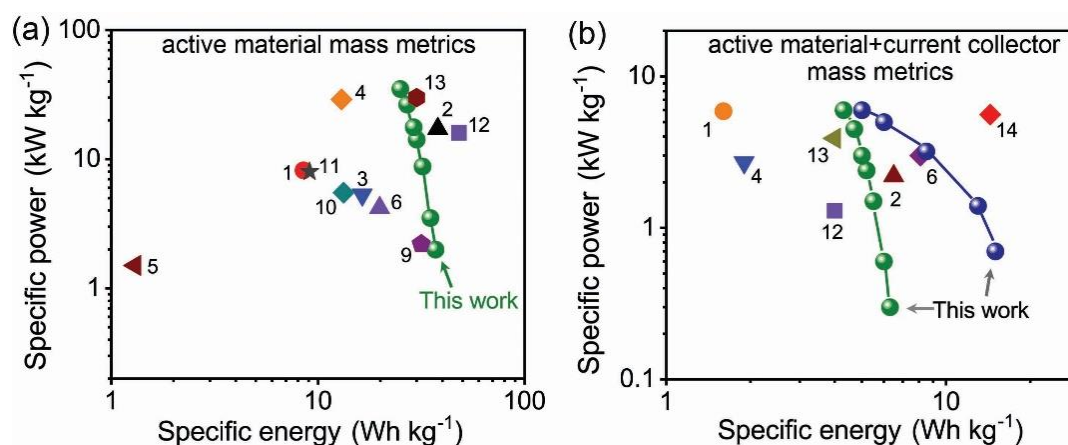 (a)
active material mass metrics
Specific power (kW kg⁻¹)
100
10
1
4
13
2
12
1
11
10
3
6
9
5
This work
1
10
100
Specific energy (Wh kg⁻¹)
(b)
active material+current collector
mass metrics
Specific power (kW kg⁻¹)
10
1
0.1
1
4
13
14
6
2
12
This work
1
10
Specific energy (Wh kg⁻¹)